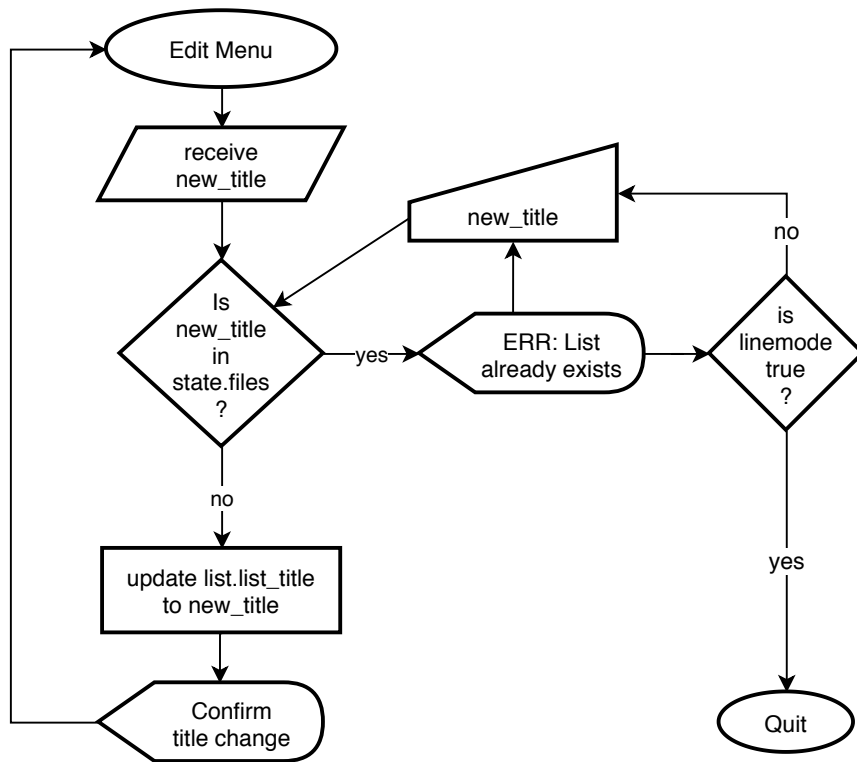 Edit Menu
receive
new_title
new_title
no
Is
new_title
in
state.files
?
yes
ERR: List
already exists
is
linemode
true
?
no
yes
update list.list_title
to new_title
Confirm
title change
Quit